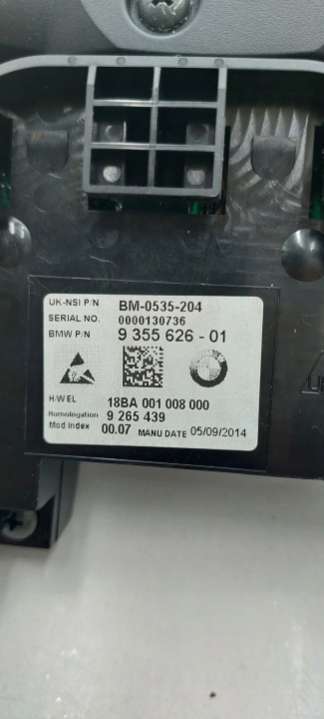 UK-NSI P/N BM-0535-204
SERIAL NO. 0000130736
BMW P/N 9 355 626 - 01
H/W EL 18BA 001 008 000
Homologation 9 265 439
Mod Index 00.07 MANU DATE 05/09/2014
4